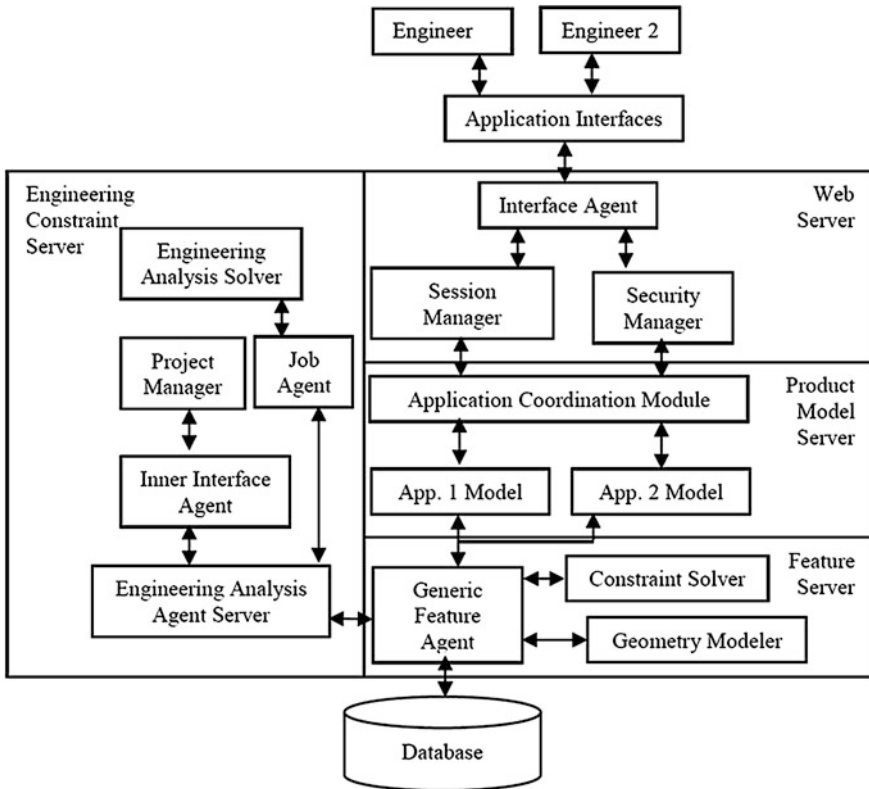 Engineer
Engineer 2
Application Interfaces
Engineering
Constraint
Server
Engineering
Analysis Solver
Project
Manager
Job
Agent
Inner Interface
Agent
Engineering Analysis
Agent Server
Web
Server
Interface Agent
Session
Manager
Security
Manager
Product
Model
Server
Application Coordination Module
App. 1 Model
App. 2 Model
Feature
Server
Generic
Feature
Agent
Constraint Solver
Geometry Modeler
Database